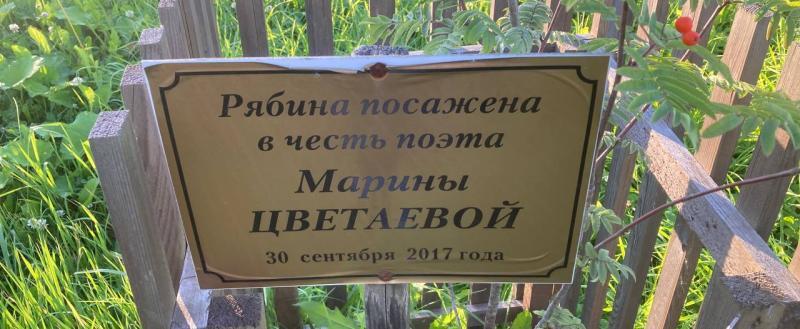 Рябина посажена
в честь поэта
Марины
ЦВЕТАЕВОЙ
30 сентября 2017 года